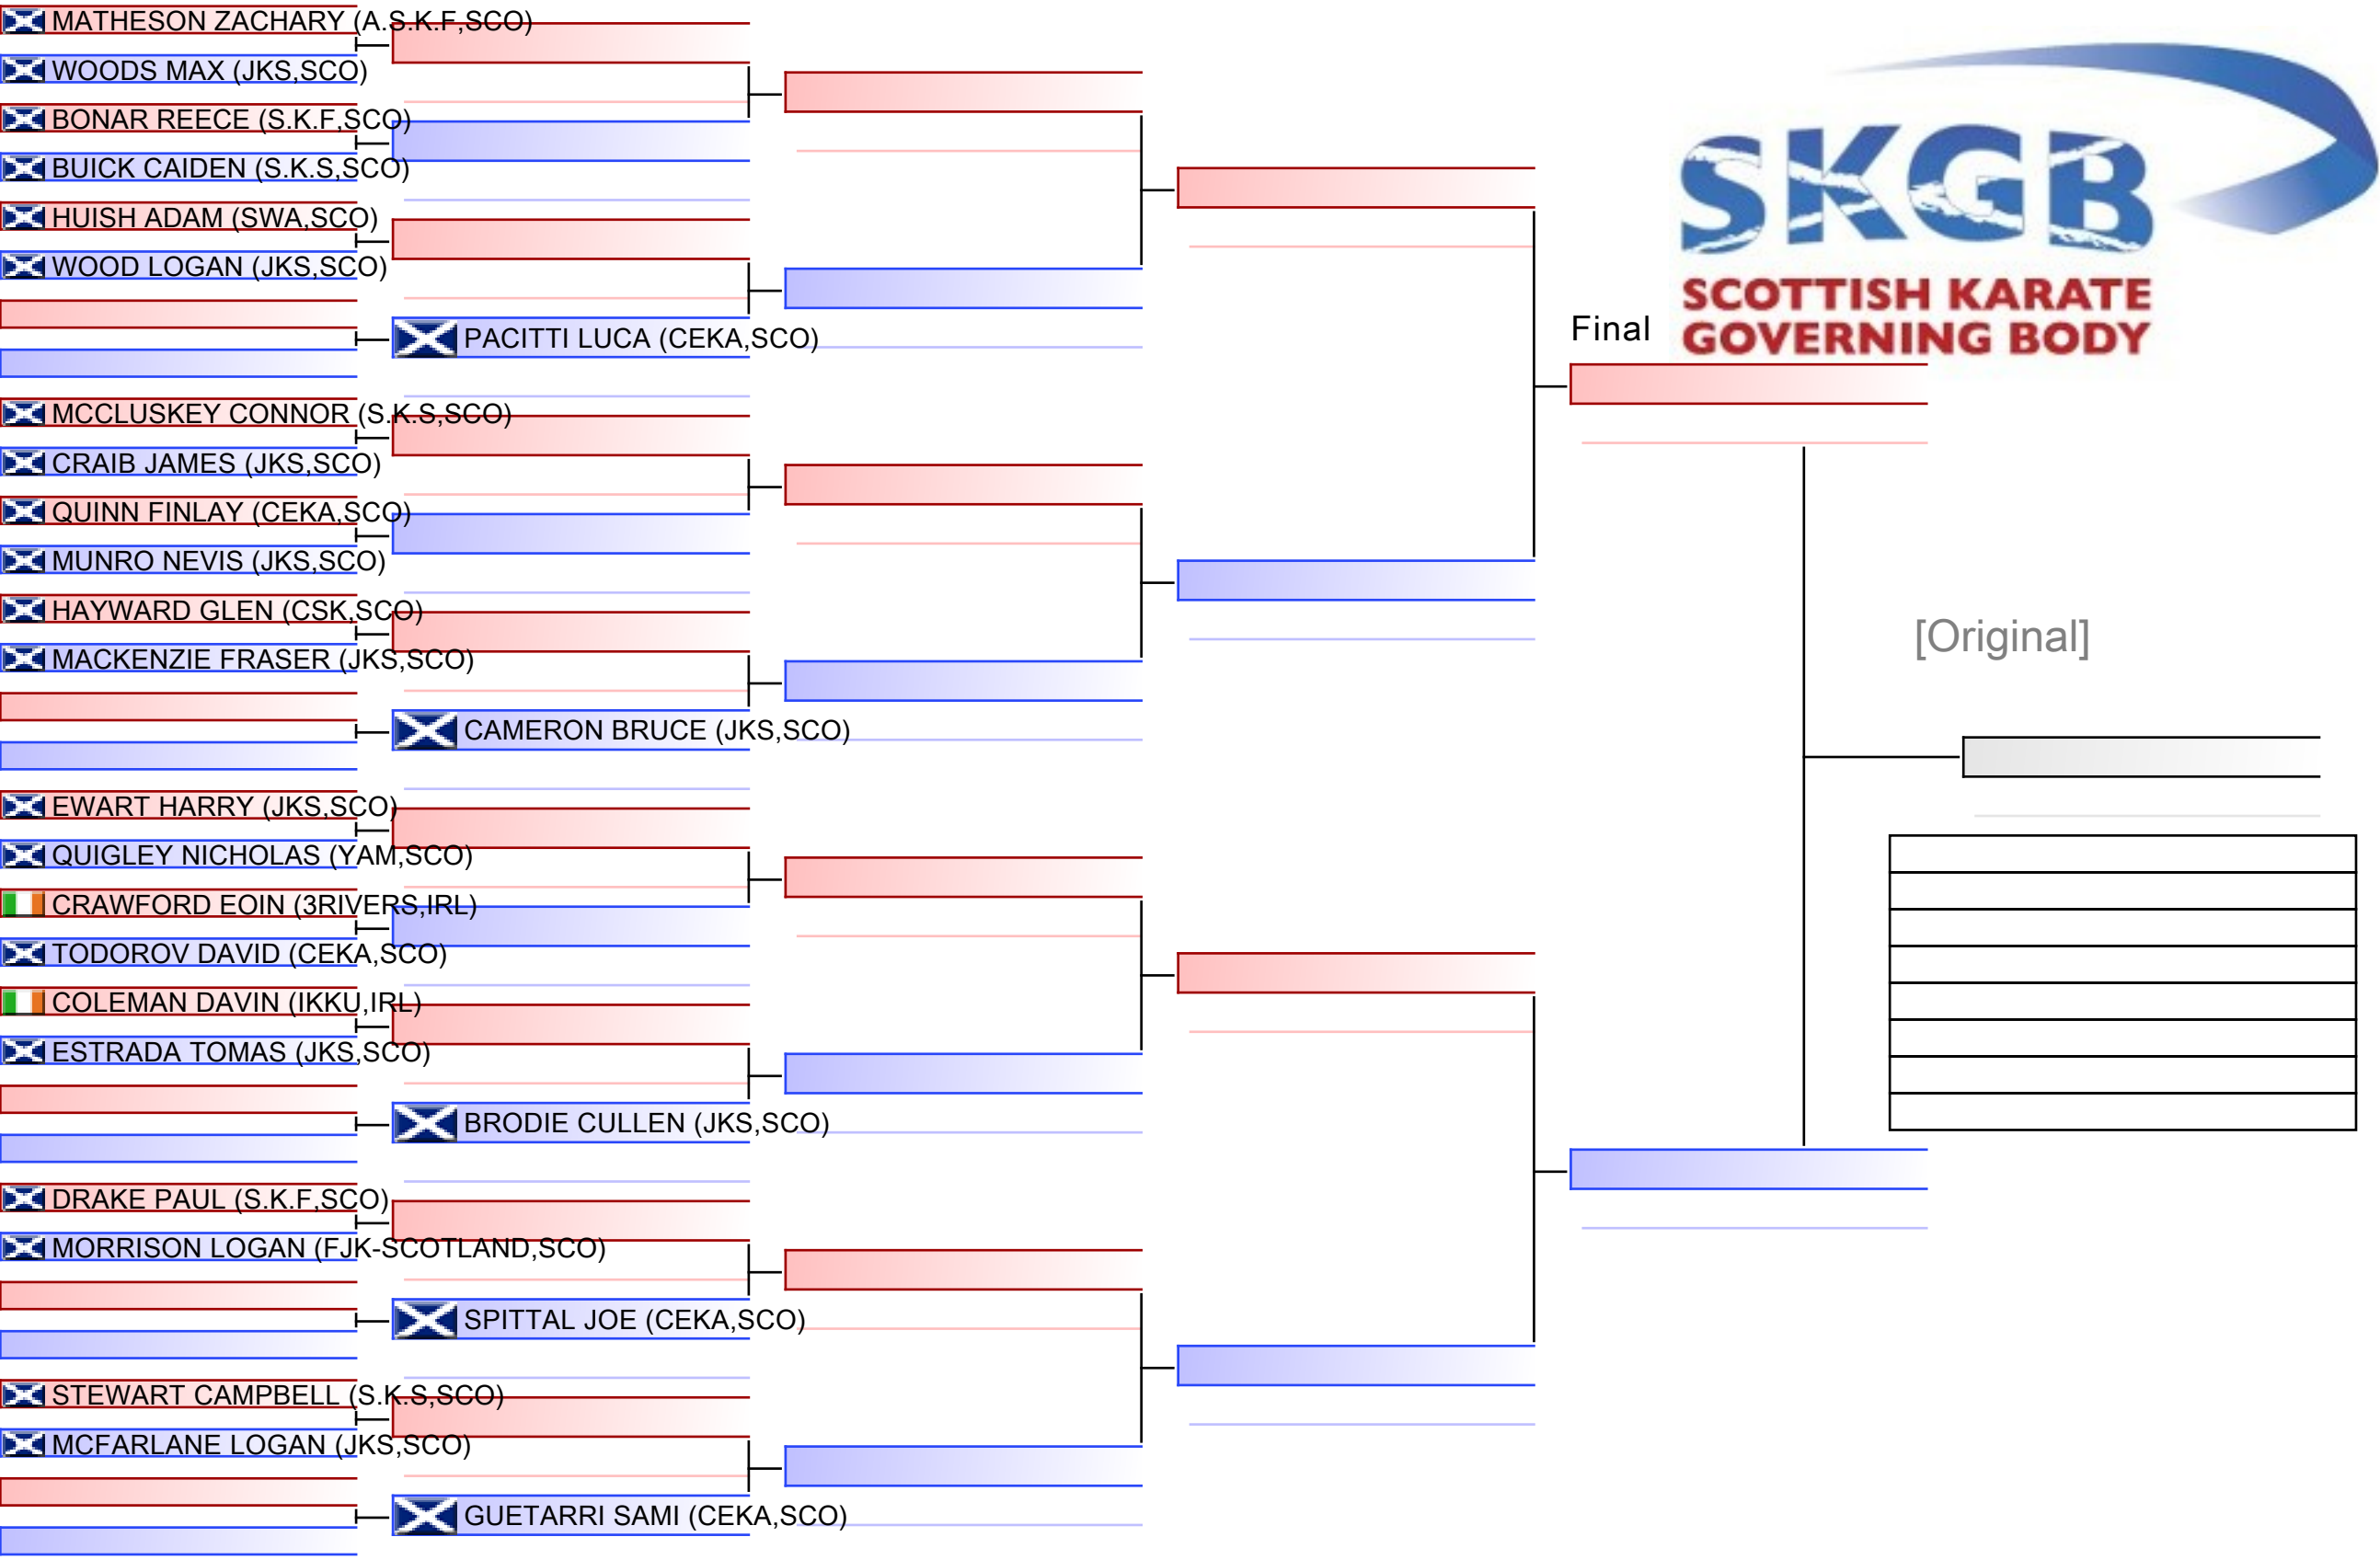 MATHESON ZACHARY (A.S.K.F,SCO)
WOODS MAX (JKS,SCO)
BONAR REECE (S.K.F,SCO)
BUICK CAIDEN (S.K.S,SCO)
HUISH ADAM (SWA,SCO)
WOOD LOGAN (JKS,SCO)
PACITTI LUCA (CEKA,SCO)
MCCLUSKEY CONNOR (S.K.S,SCO)
CRAIB JAMES (JKS,SCO)
QUINN FINLAY (CEKA,SCO)
MUNRO NEVIS (JKS,SCO)
HAYWARD GLEN (CSK,SCO)
MACKENZIE FRASER (JKS,SCO)
CAMERON BRUCE (JKS,SCO)
EWART HARRY (JKS,SCO)
QUIGLEY NICHOLAS (YAM,SCO)
CRAWFORD EOIN (3RIVERS,IRL)
TODOROV DAVID (CEKA,SCO)
COLEMAN DAVIN (IKKU,IRL)
ESTRADA TOMAS (JKS,SCO)
BRODIE CULLEN (JKS,SCO)
DRAKE PAUL (S.K.F,SCO)
MORRISON LOGAN (FJK-SCOTLAND,SCO)
SPITTAL JOE (CEKA,SCO)
STEWART CAMPBELL (S.K.S,SCO)
MCFARLANE LOGAN (JKS,SCO)
GUETARRI SAMI (CEKA,SCO)
SKGB
SCOTTISH KARATE
GOVERNING BODY
Final
[Original]